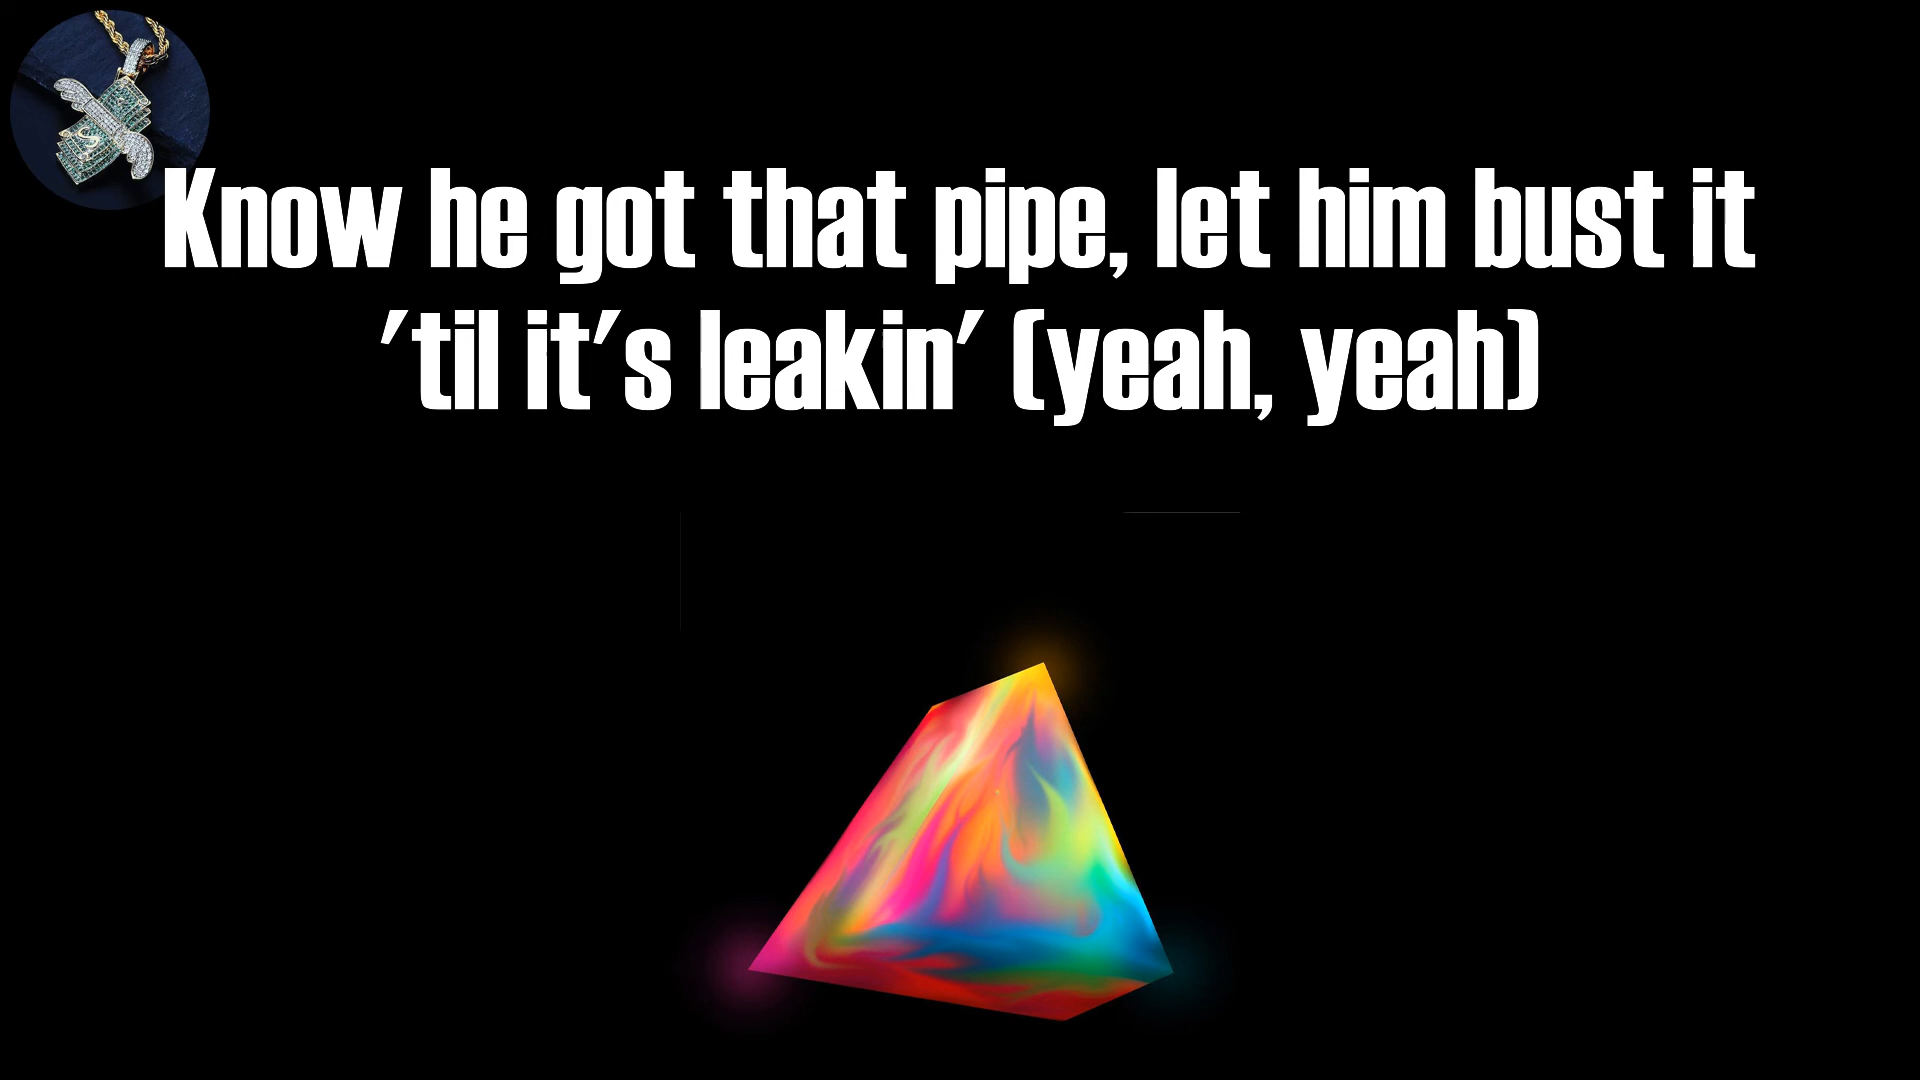 Know he got that pipe, let him bust it
'til it's leakin' (yeah, yeah)